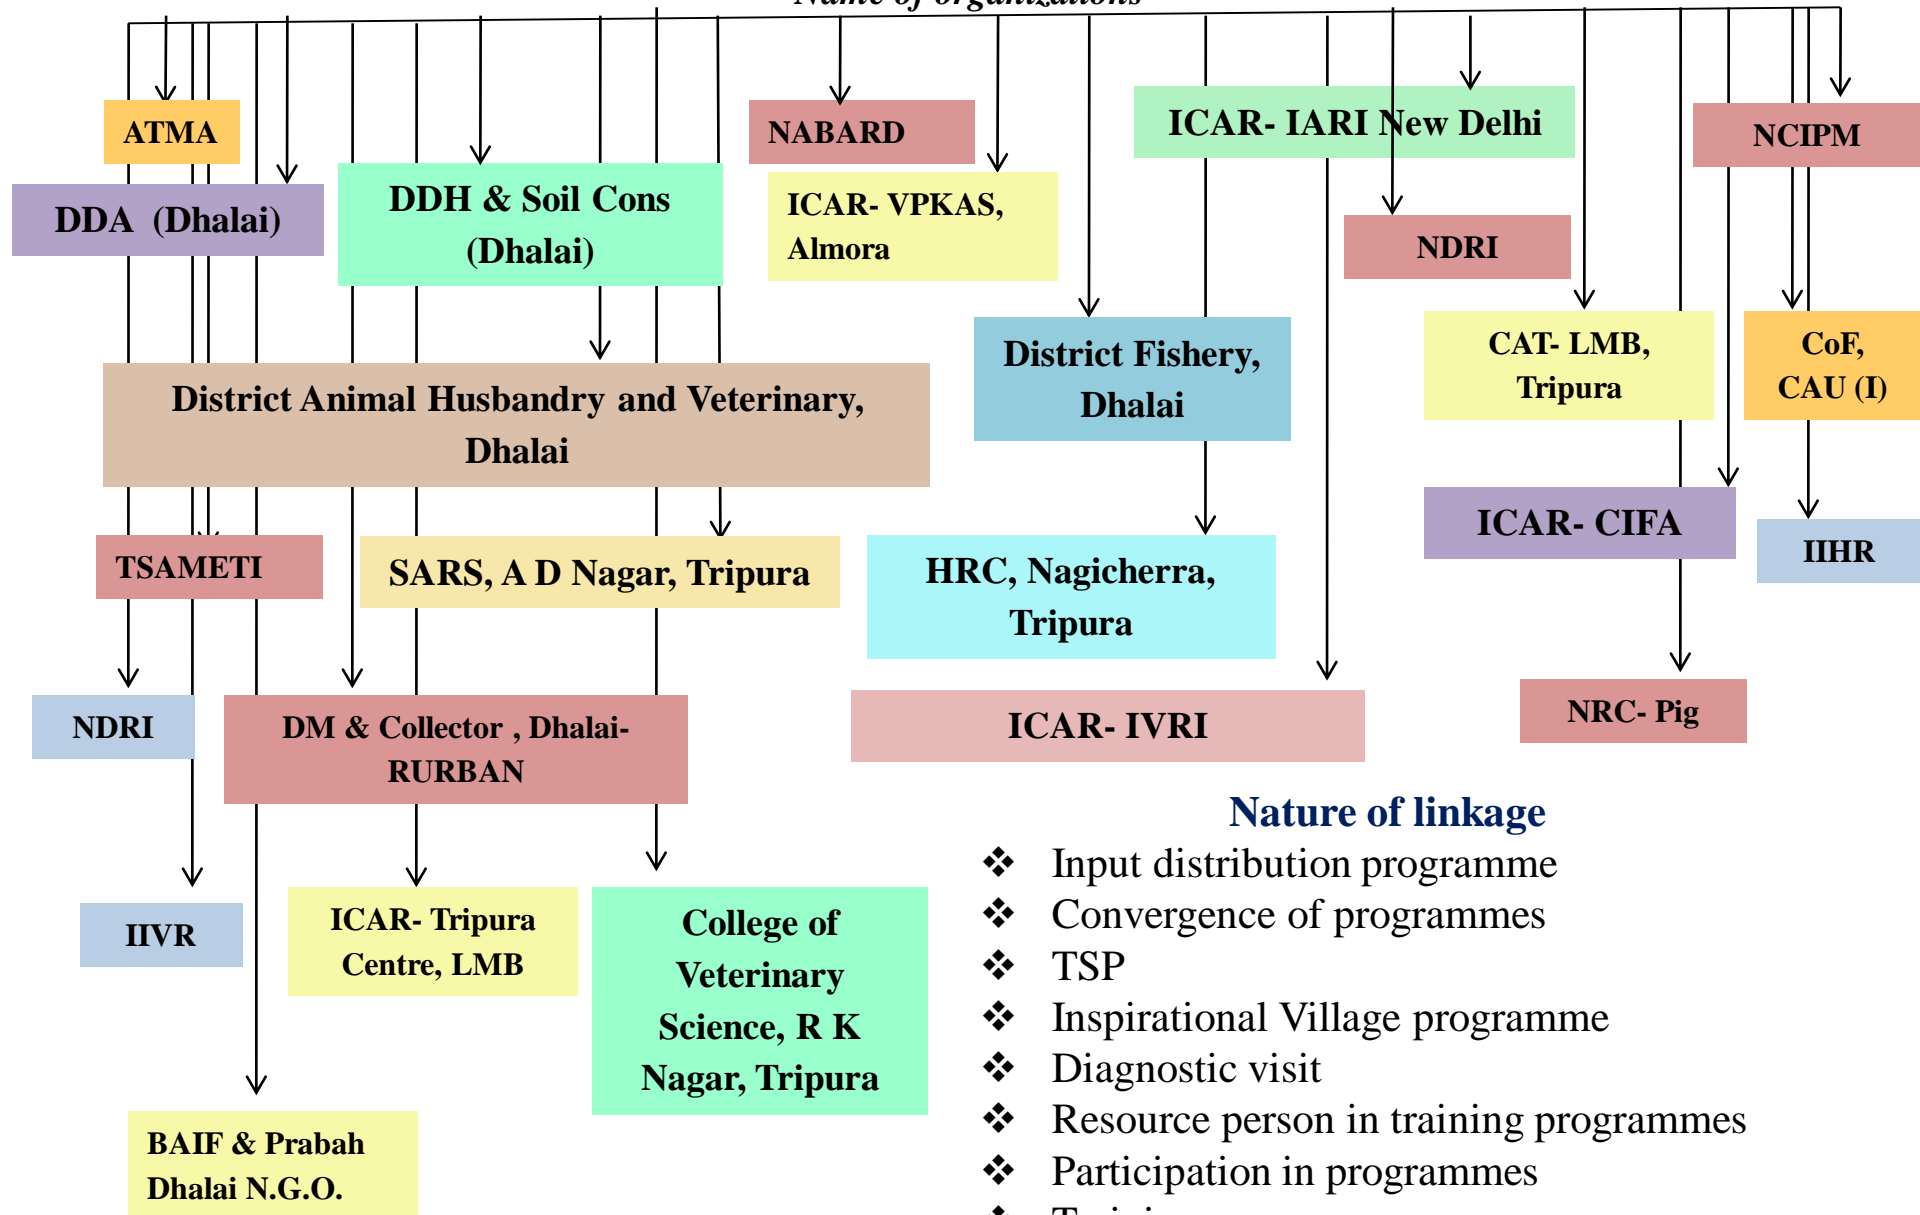 Name of organizations
ATMA
NABARD
ICAR- IARI New Delhi
NCIPM
DDA (Dhalai)
DDH & Soil Cons
(Dhalai)
ICAR- VPKAS,
Almora
NDRI
District Animal Husbandry and Veterinary,
Dhalai
District Fishery,
Dhalai
CAT- LMB,
Tripura
CoF,
CAU (I)
TSAMETI
SARS, A D Nagar, Tripura
HRC, Nagicherra,
Tripura
ICAR- CIFA
IIHR
NDRI
DM & Collector , Dhalai-
RURBAN
ICAR- IVRI
NRC- Pig
IIVR
ICAR- Tripura
Centre, LMB
College of
Veterinary
Science, R K
Nagar, Tripura
BAIF & Prabah
Dhalai N.G.O.
Nature of linkage
❖ Input distribution programme
❖ Convergence of programmes
❖ TSP
❖ Inspirational Village programme
❖ Diagnostic visit
❖ Resource person in training programmes
❖ Participation in programmes